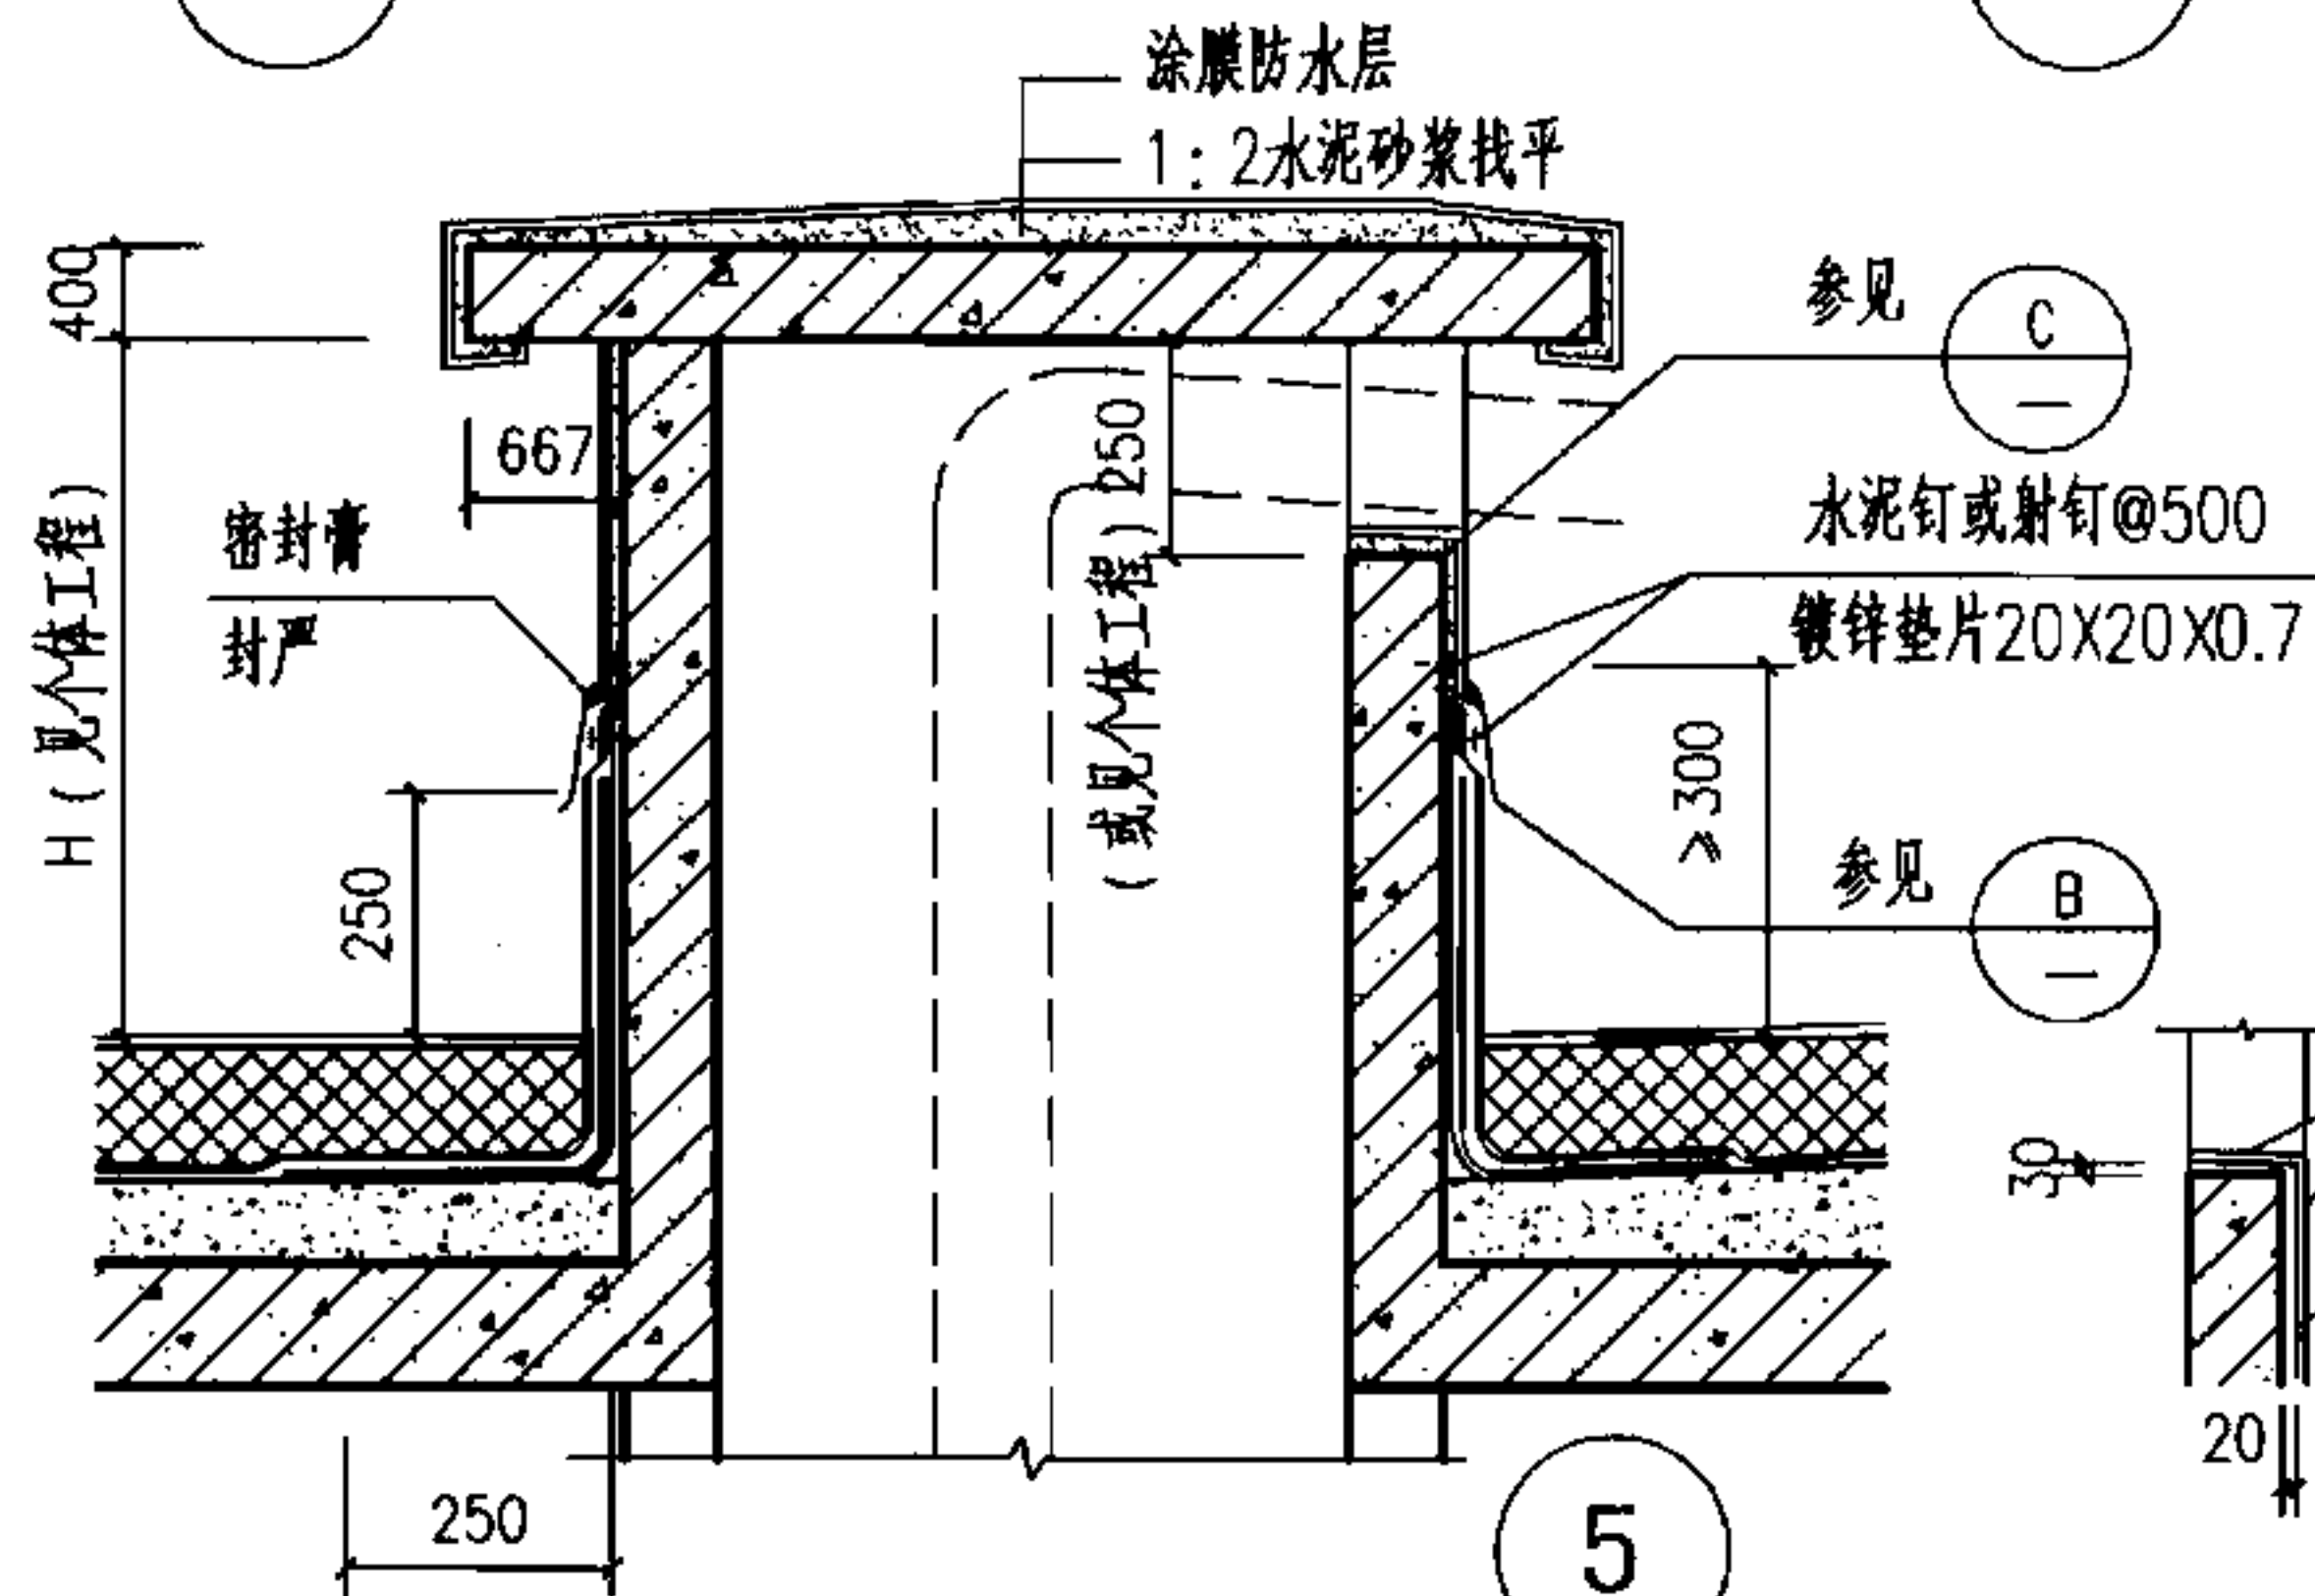 涂膜防水层
1：2水泥砂浆找平
400
参见
C
667
250
水泥钉或射钉@500
密封膏
封严
镀锌垫片20X20X0.7
H（见个体工程）
（或见个体工程）
≥300
250
参见
B
30
20
250
5